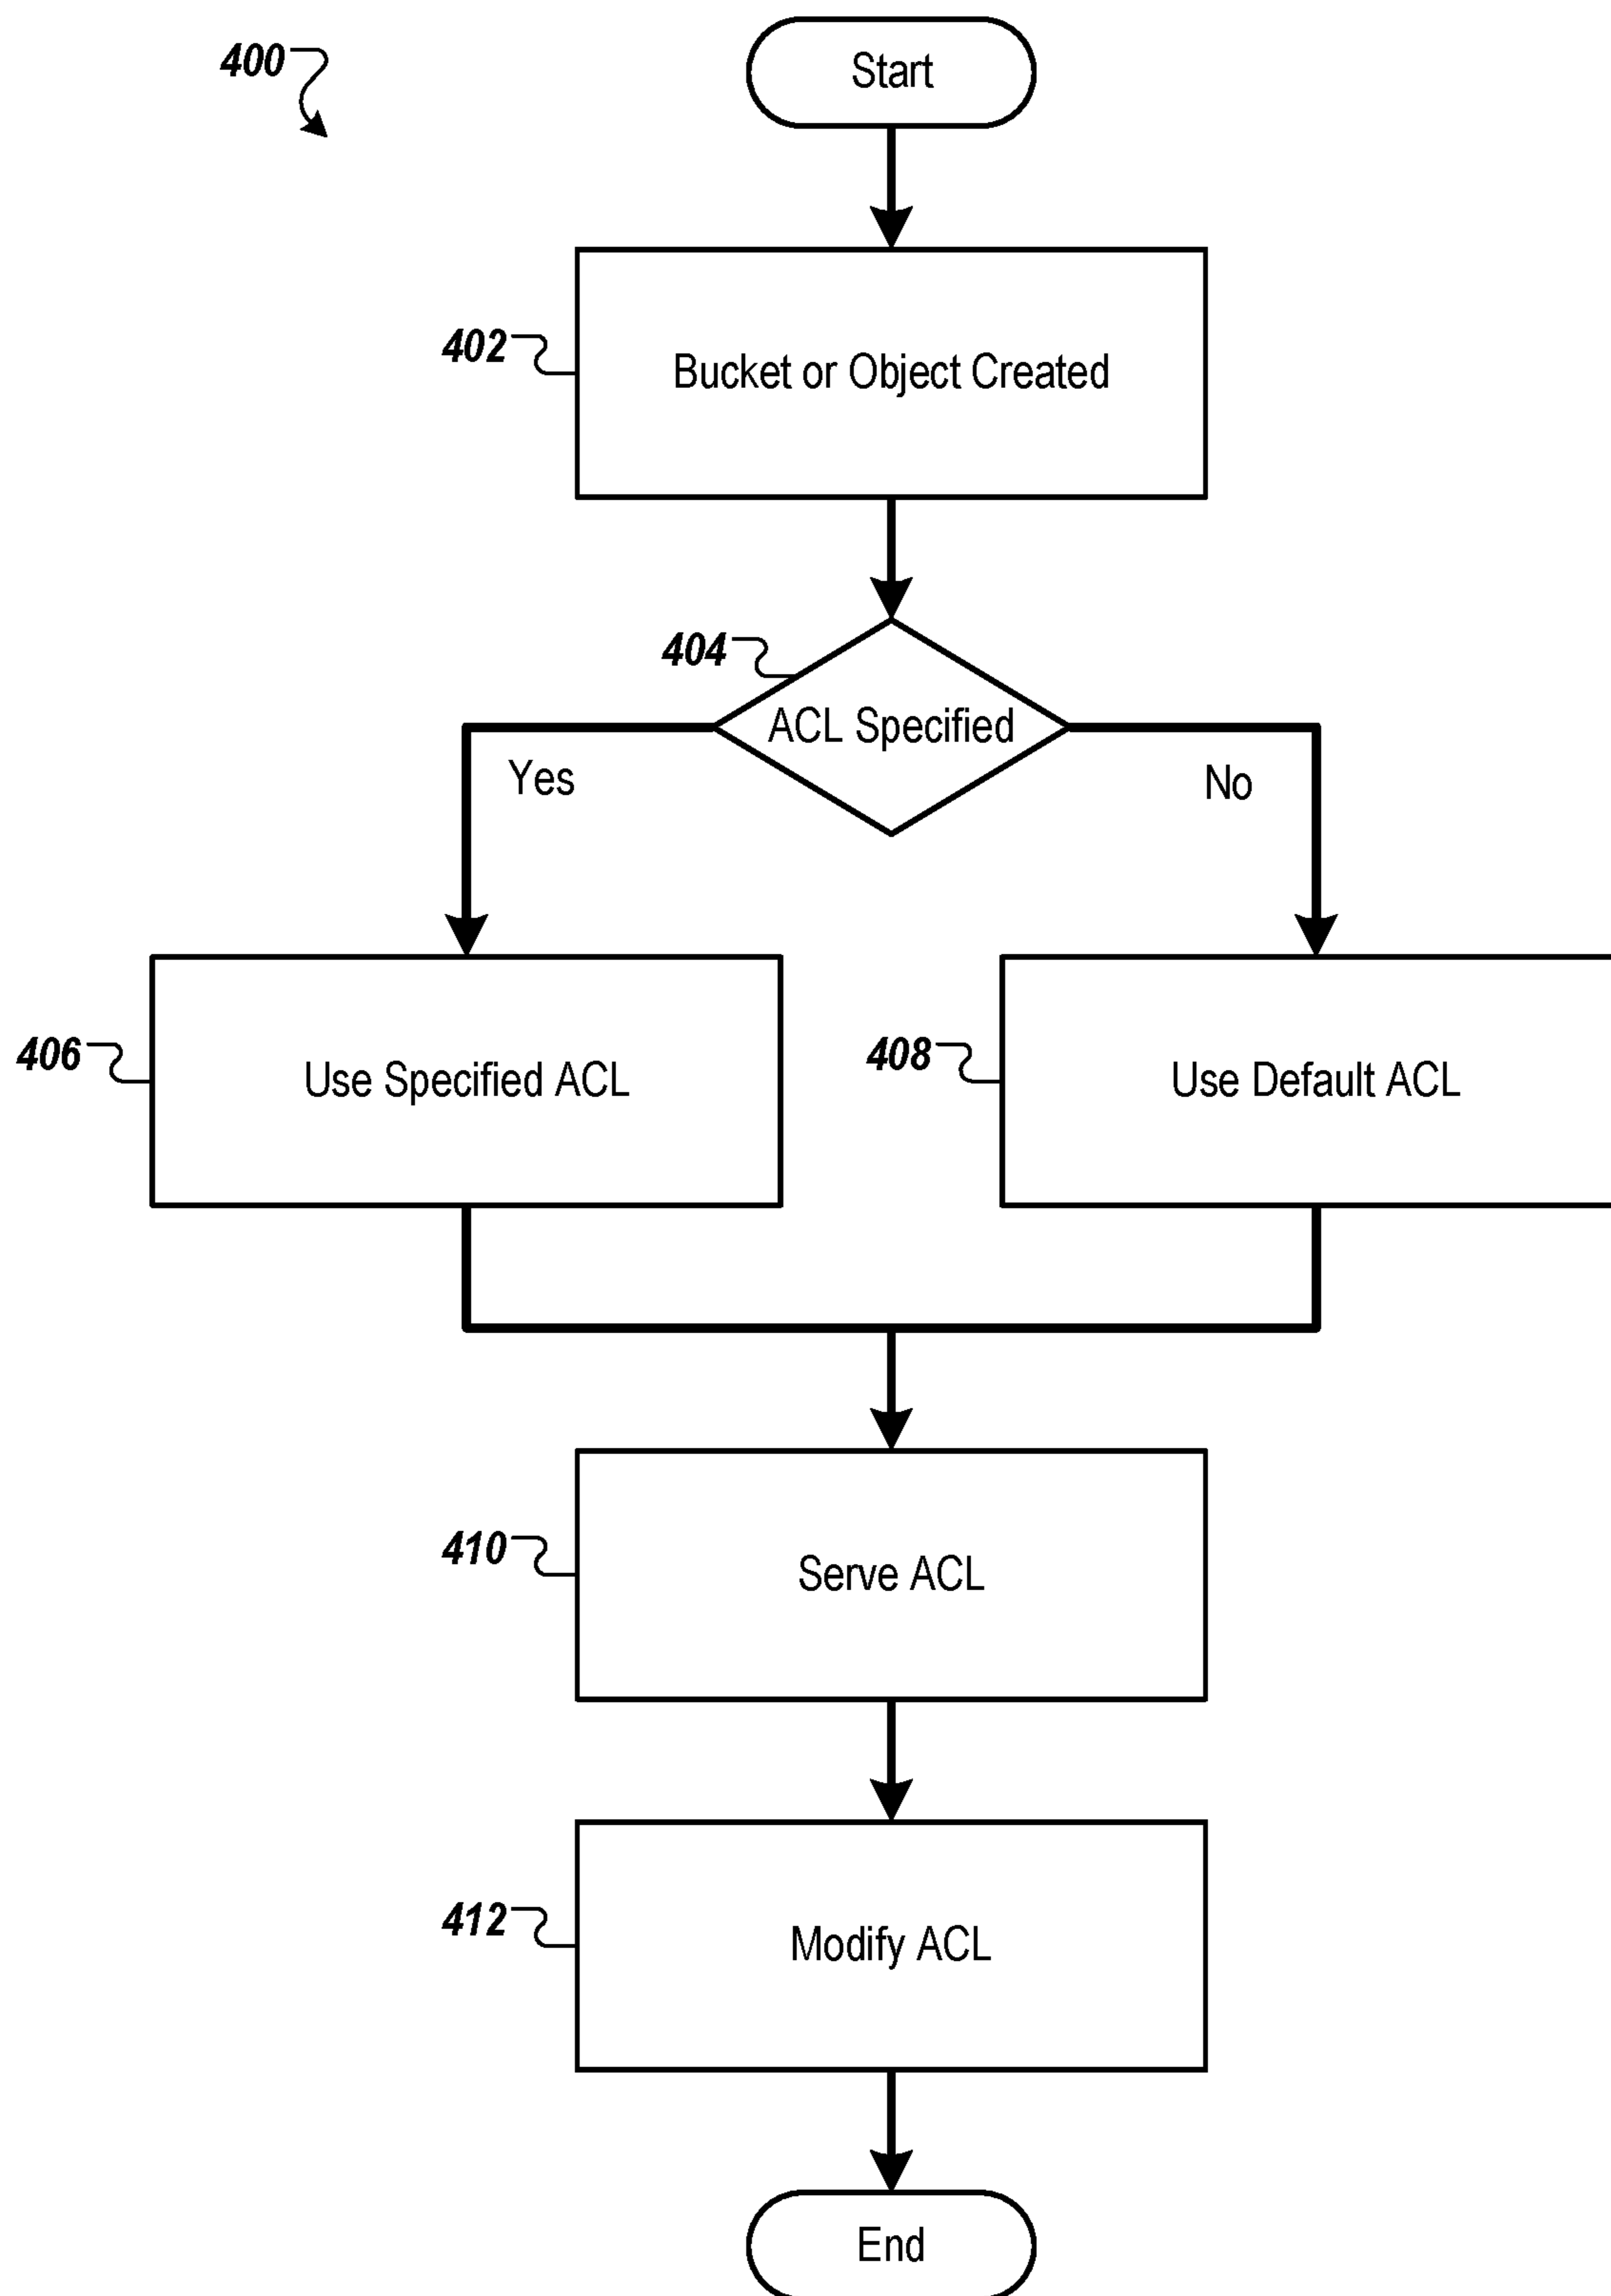 400
Start
402
Bucket or Object Created
404
ACL Specified
Yes
No
406
Use Specified ACL
408
Use Default ACL
410
Serve ACL
412
Modify ACL
End